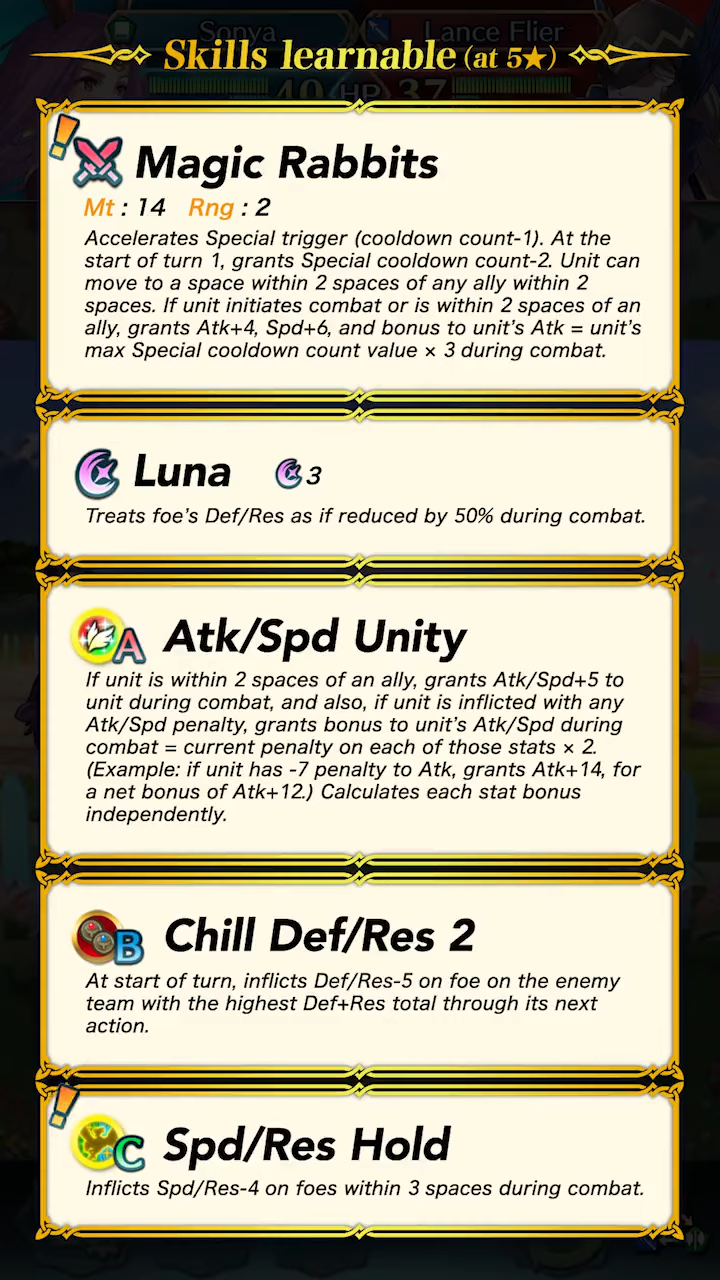 Sonya
Lance Flier
Skills learnable (at 5★)
40 HP 37
Magic Rabbits
Mt : 14 Rng : 2
Accelerates Special trigger (cooldown count-1). At the
start of turn 1, grants Special cooldown count-2. Unit can
move to a space within 2 spaces of any ally within 2
spaces. If unit initiates combat or is within 2 spaces of an
ally, grants Atk+4, Spd+6, and bonus to unit's Atk = unit's
max Special cooldown count value × 3 during combat.
Luna 3
Treats foe's Def/Res as if reduced by 50% during combat.
A Atk/Spd Unity
If unit is within 2 spaces of an ally, grants Atk/Spd+5 to
unit during combat, and also, if unit is inflicted with any
Atk/Spd penalty, grants bonus to unit's Atk/Spd during
combat = current penalty on each of those stats × 2.
(Example: if unit has -7 penalty to Atk, grants Atk+14, for
a net bonus of Atk+12.) Calculates each stat bonus
independently.
B Chill Def/Res 2
At start of turn, inflicts Def/Res-5 on foe on the enemy
team with the highest Def+Res total through its next
action.
C Spd/Res Hold
Inflicts Spd/Res-4 on foes within 3 spaces during combat.